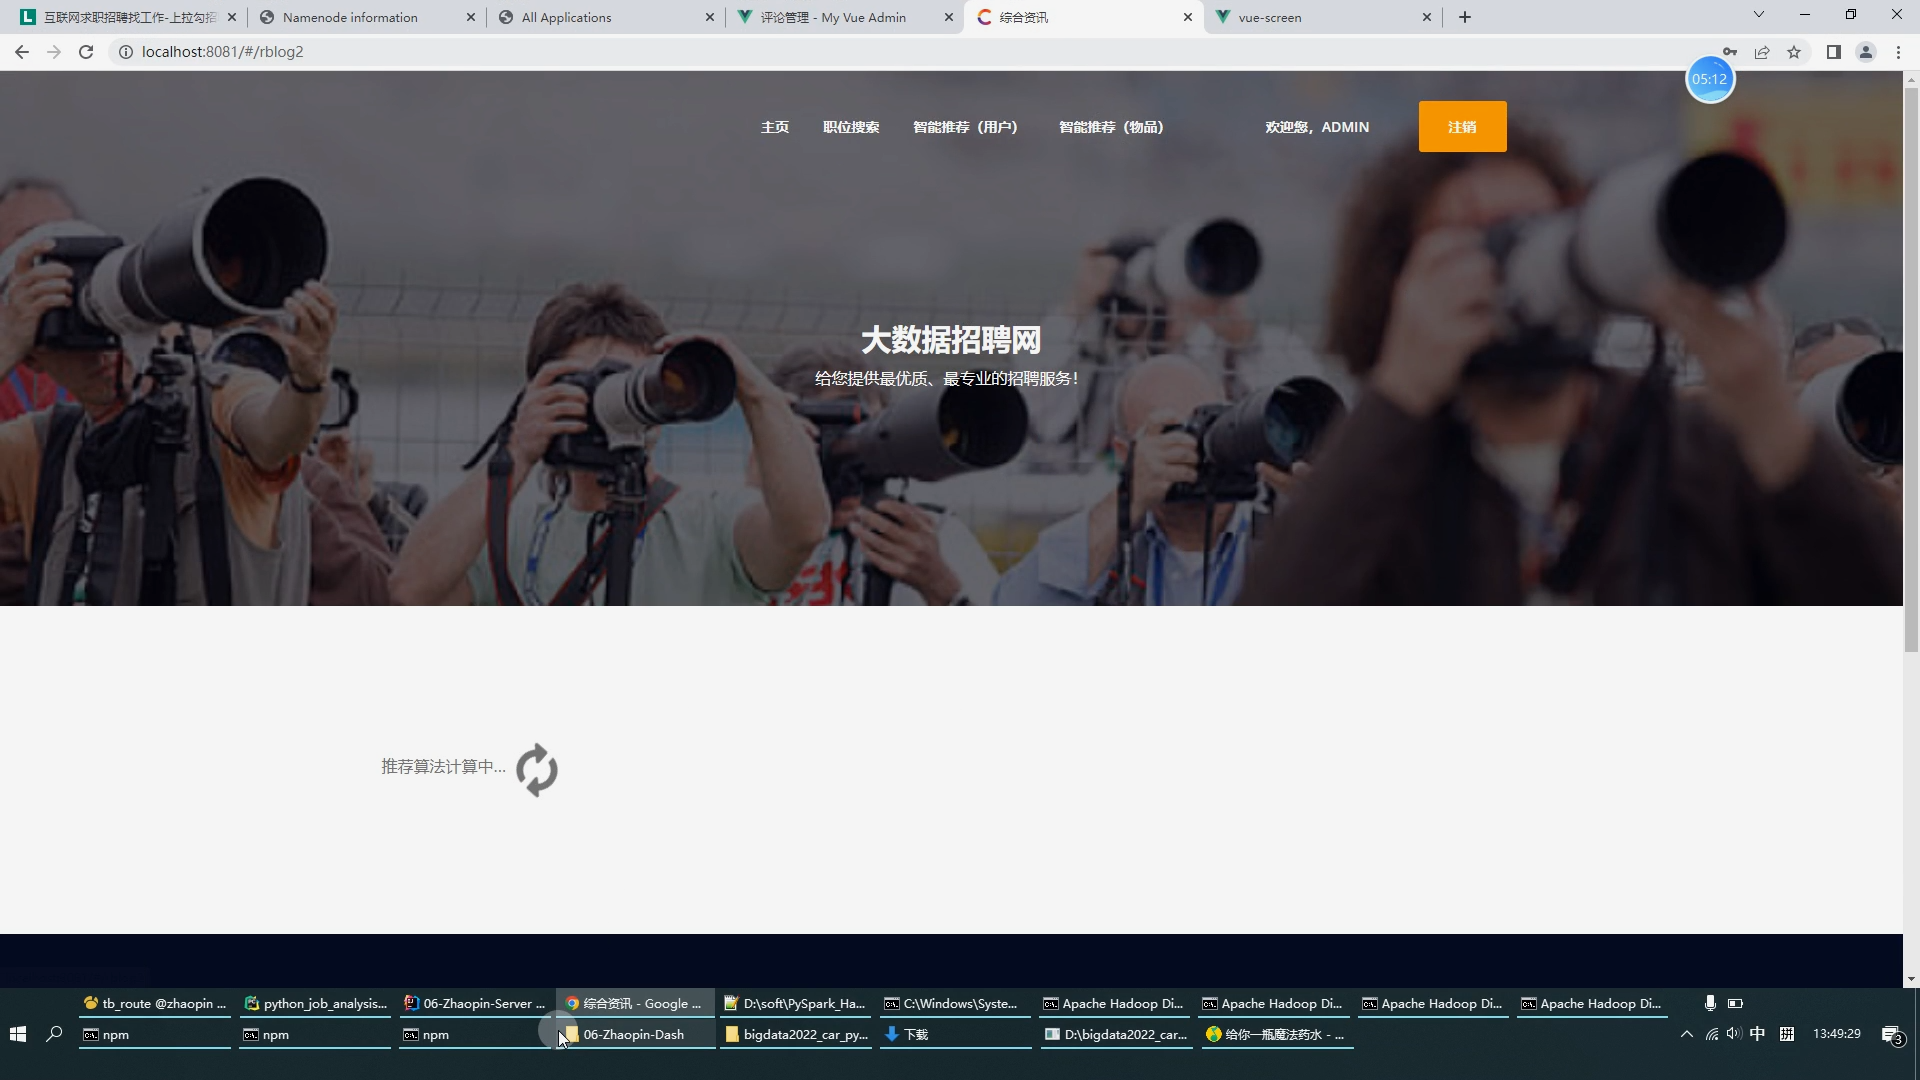 互联网求职招聘找工作-上拉勾招
Namenode information
All Applications
评论管理 - My Vue Admin
综合资讯
vue-screen
localhost:8081/#/rblog2
05:12
主页
职位搜索
智能推荐（用户）
智能推荐（物品）
欢迎您，ADMIN
注销
大数据招聘网
给您提供最优质、最专业的招聘服务！
推荐算法计算中...
tb_route @zhaopin ...
python_job_analysis...
06-Zhaopin-Server ...
综合资讯 - Google ...
D:\soft\PySpark_Ha...
C:\Windows\Syste...
Apache Hadoop Di...
Apache Hadoop Di...
Apache Hadoop Di...
Apache Hadoop Di...
npm
npm
npm
06-Zhaopin-Dash
bigdata2022_car_py...
下载
D:\bigdata2022_car...
给你一瓶魔法药水 - ...
中
拼
13:49:29
3